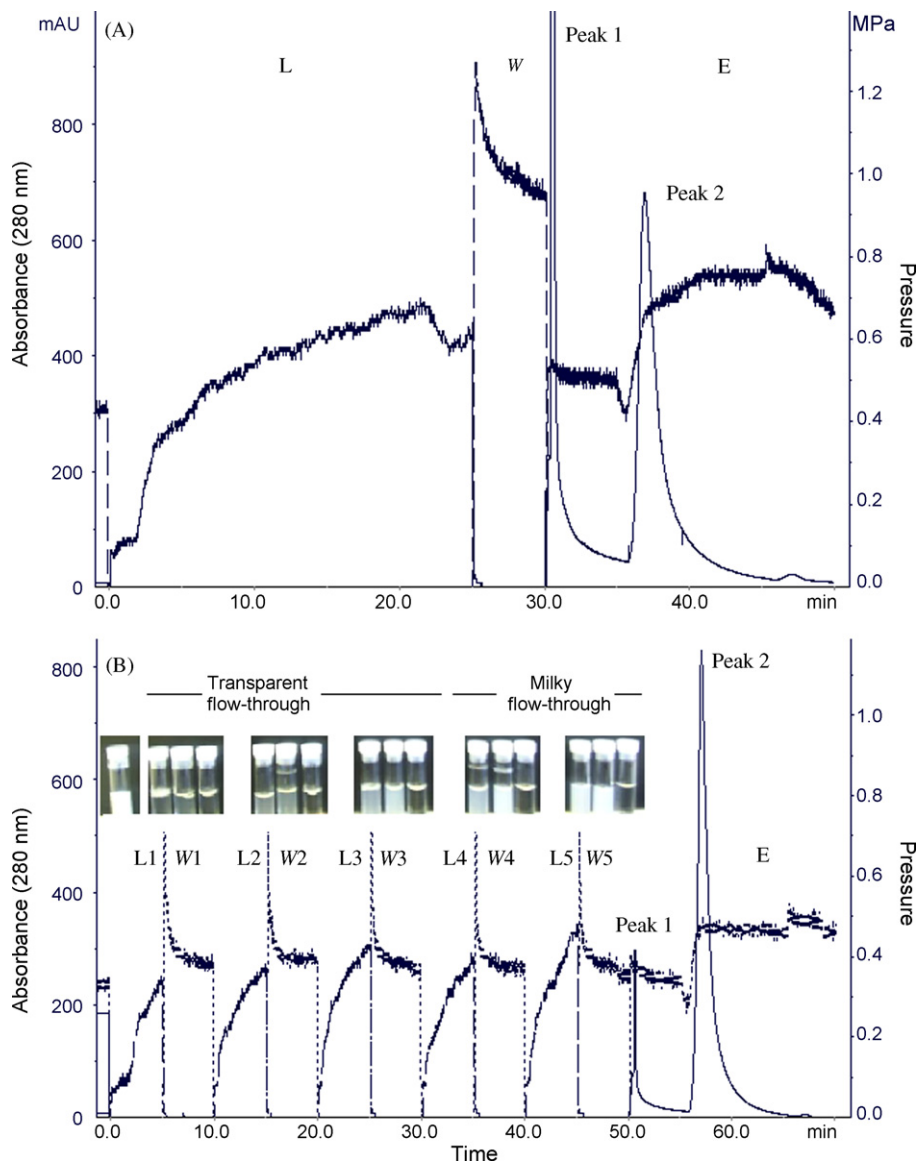 mAU (A) MPa
L W Peak 1 E
Peak 2
Absorbance (280 nm)
800
600
400
200
0
Pressure
1.2
1.0
0.8
0.6
0.4
0.2
0.0
0.0 10.0 20.0 30.0 40.0 min
(B)
Transparent
flow-through
Milky
flow-through
Peak 2
L1 W1 L2 W2 L3 W3 L4 W4 L5 W5 E
Peak 1
Absorbance (280 nm)
800
600
400
200
0
Pressure
1.0
0.8
0.6
0.4
0.2
0.0
0.0 10.0 20.0 30.0 40.0 50.0 60.0 min
Time